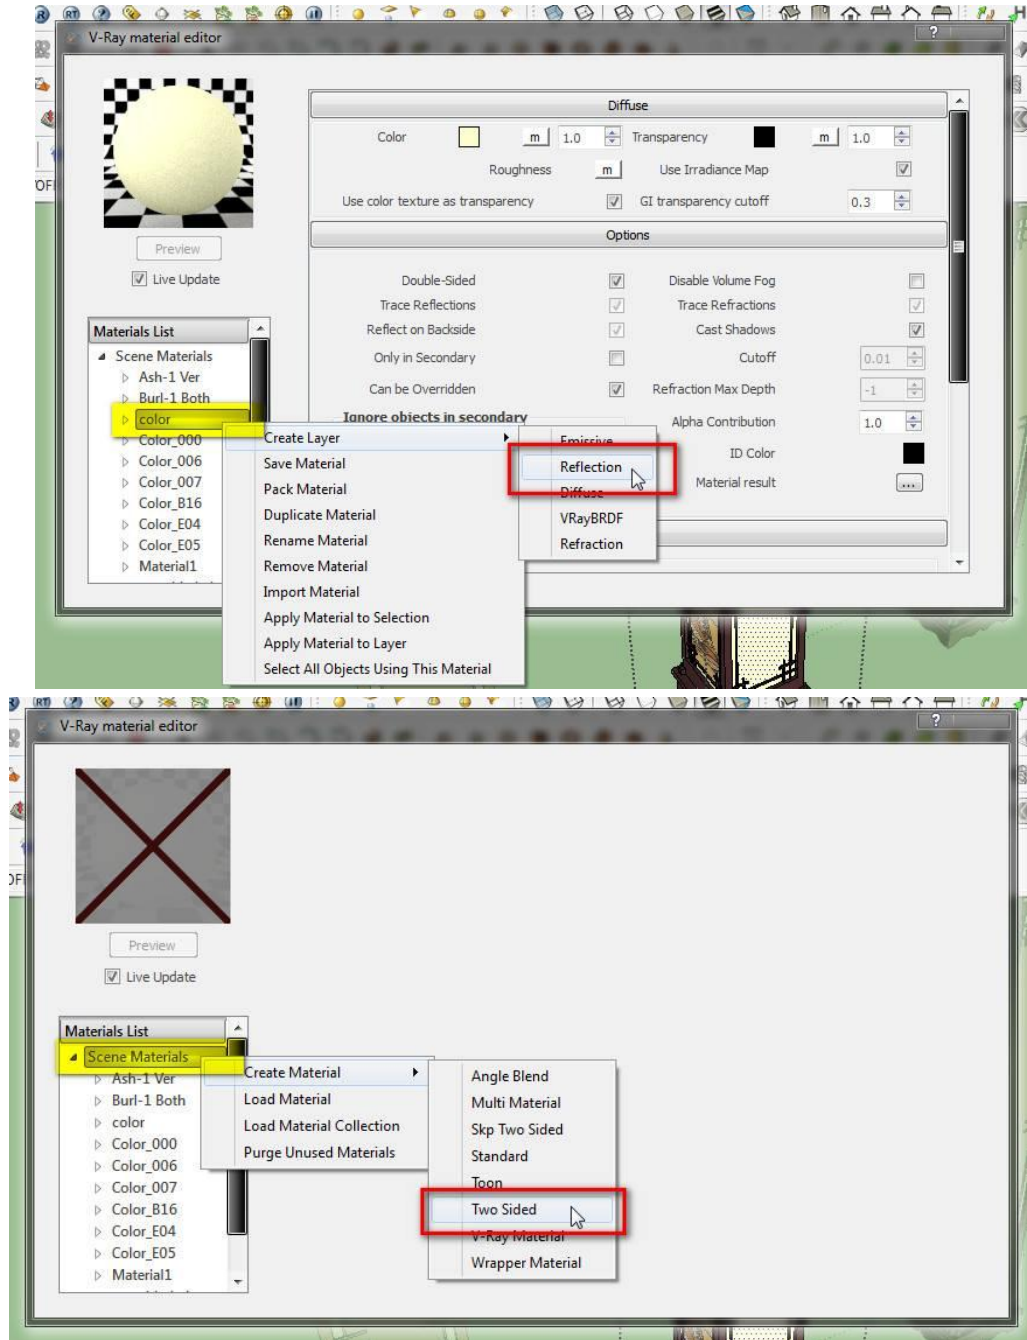 V-Ray material editor
?
Diffuse
Color m 1.0 Transparency m 1.0
Roughness m Use Irradiance Map
Use color texture as transparency GI transparency cutoff 0.3
Preview
Options
Live Update
Double-Sided Disable Volume Fog
Trace Reflections Trace Refractions
Materials List
Reflect on Backside Cast Shadows
Scene Materials
Only in Secondary Cutoff 0.01
Ash-1 Ver
Burl-1 Both
Can be Overridden Refraction Max Depth -1
color
Ignore objects in secondary
Alpha Contribution 1.0
Color_000
Create Layer
Emissive
ID Color
Color_006
Save Material
Reflection
Color_007
Pack Material
Diffuse
Material result ...
Color_B16
Duplicate Material
VRayBRDF
Color_E04
Rename Material
Refraction
Color_E05
Material1
Remove Material
Import Material
Apply Material to Selection
Apply Material to Layer
Select All Objects Using This Material
V-Ray material editor
?
Preview
Live Update
Materials List
Scene Materials
Ash-1 Ver
Create Material
Angle Blend
Burl-1 Both
Load Material
Multi Material
color
Load Material Collection
Skp Two Sided
Color_000
Purge Unused Materials
Standard
Color_006
Toon
Color_007
Color_B16
Two Sided
Color_E04
V-Ray Material
Color_E05
Wrapper Material
Material1